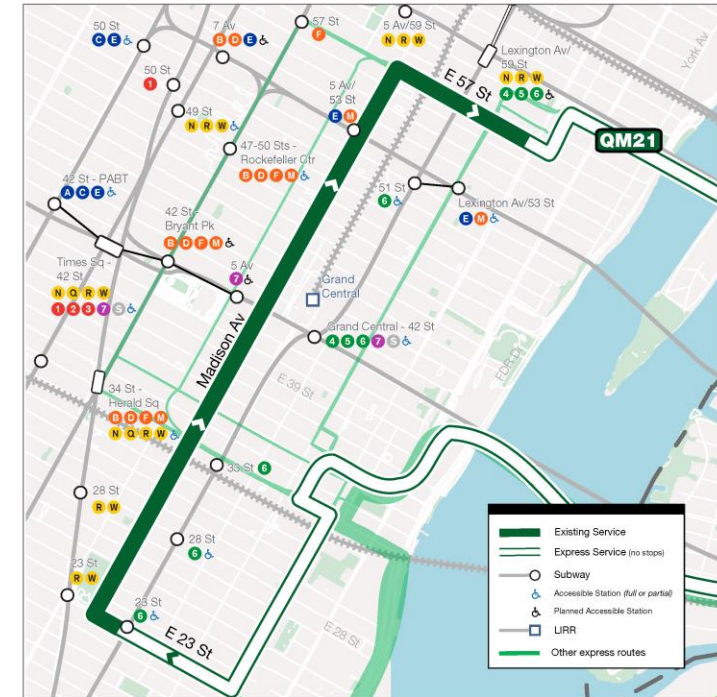 50 St
C E
7 Av
B D E
57 St
F
5 Av/59 St
N R W
York Av
Lexington Av/
59 St
N R W
4 5 6
50 St
1
49 St
N R W
5 Av/
53 St
E M
E 57 St
QM21
47-50 Sts -
Rockefeller Ctr
B D F M
42 St - PABT
A C E
51 St
6
Lexington Av/53 St
E M
42 St -
Bryant Pk
B D F M
Times Sq -
42 St
N Q R W
1 2 3 7 S
5 Av
7
Grand
Central
Grand Central - 42 St
4 5 6 7 S
Madison Av
FDR Dr
E 39 St
34 St -
Herald Sq
B D F M
N Q R W
33 St 6
28 St
R W
28 St
6
23 St
R W
23 St
6
E 23 St
E 28 St
Existing Service
Express Service (no stops)
Subway
Accessible Station (full or partial)
Planned Accessible Station
LIRR
Other express routes